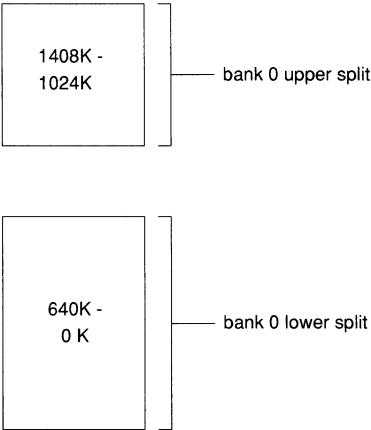 1408K -
1024K
bank 0 upper split
640K -
0 K
bank 0 lower split